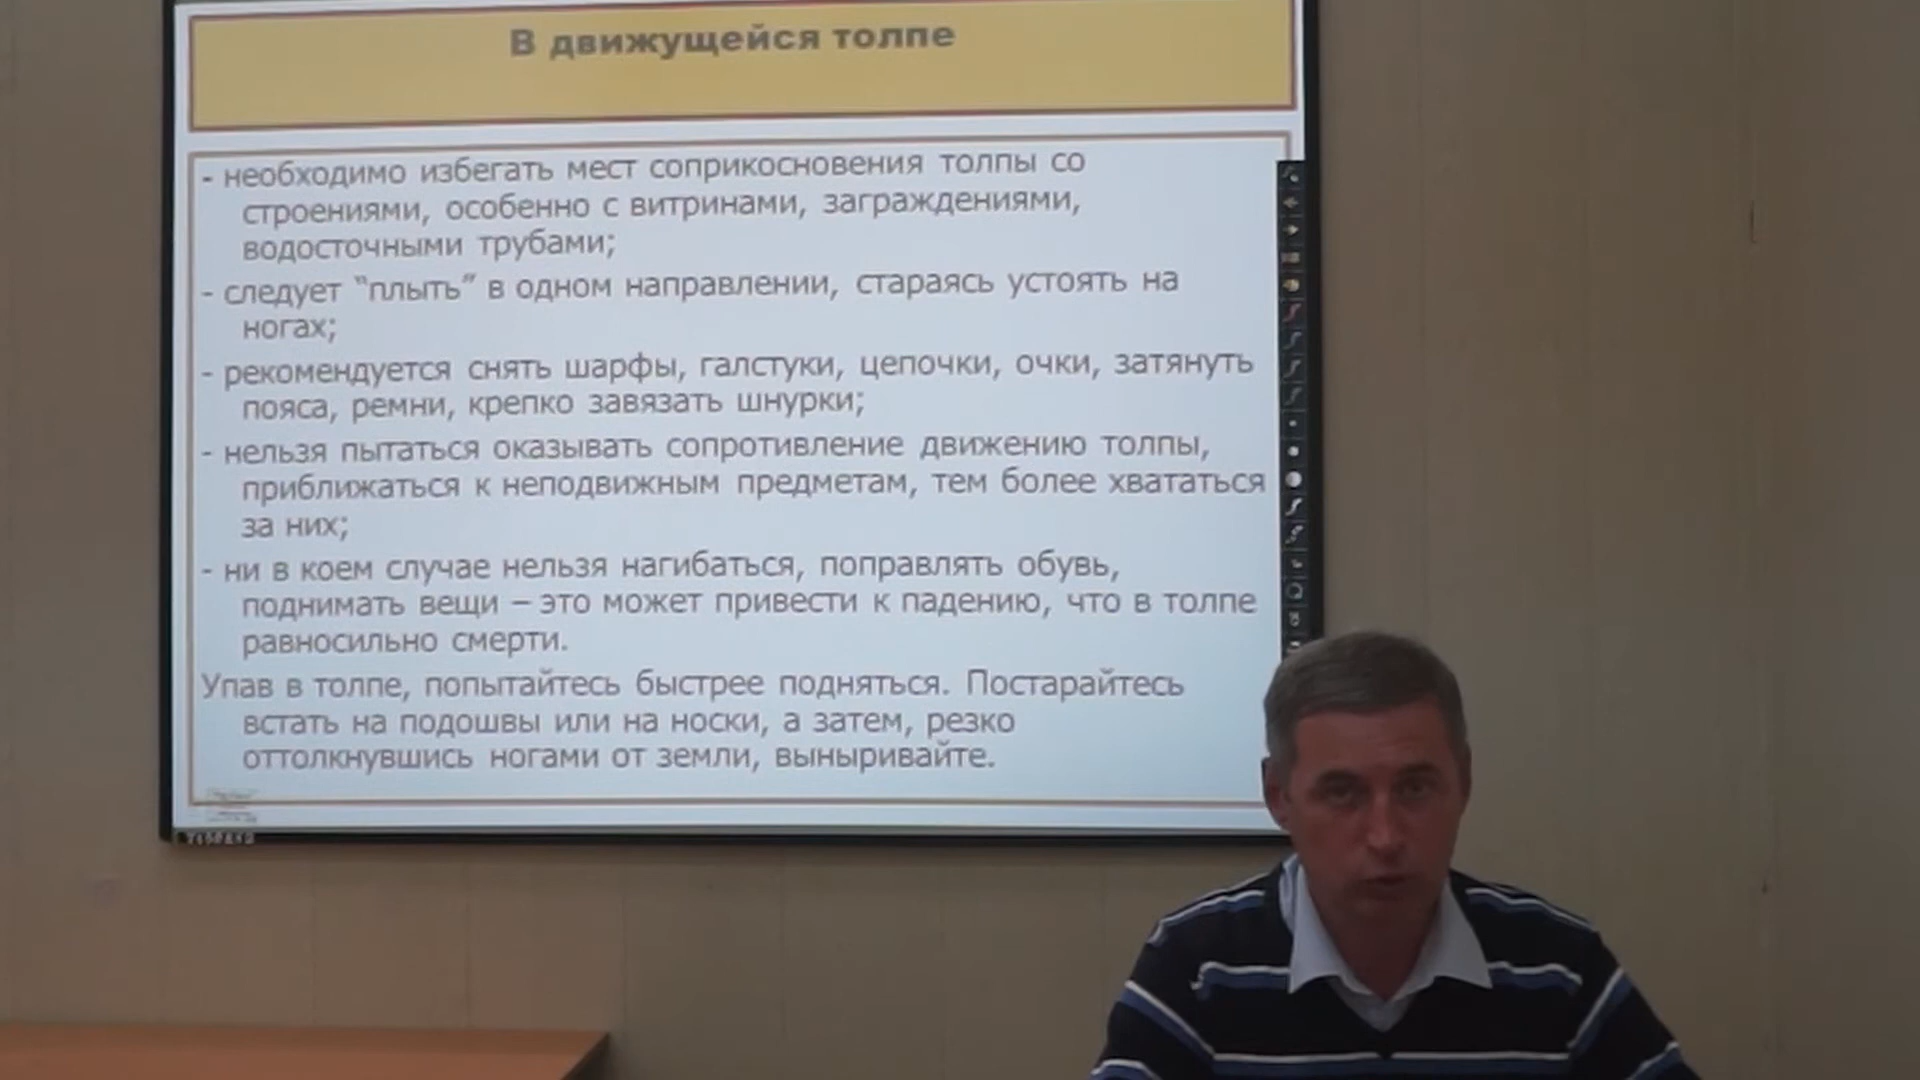 В движущейся толпе
- необходимо избегать мест соприкосновения толпы со
строениями, особенно с витринами, заграждениями,
водосточными трубами;
- следует “плыть” в одном направлении, стараясь устоять на
ногах;
- рекомендуется снять шарфы, галстуки, цепочки, очки, затянуть
пояса, ремни, крепко завязать шнурки;
- нельзя пытаться оказывать сопротивление движению толпы,
приближаться к неподвижным предметам, тем более хвататься
за них;
- ни в коем случае нельзя нагибаться, поправлять обувь,
поднимать вещи – это может привести к падению, что в толпе
равносильно смерти.
Упав в толпе, попытайтесь быстрее подняться. Постарайтесь
встать на подошвы или на носки, а затем, резко
оттолкнувшись ногами от земли, выныривайте.